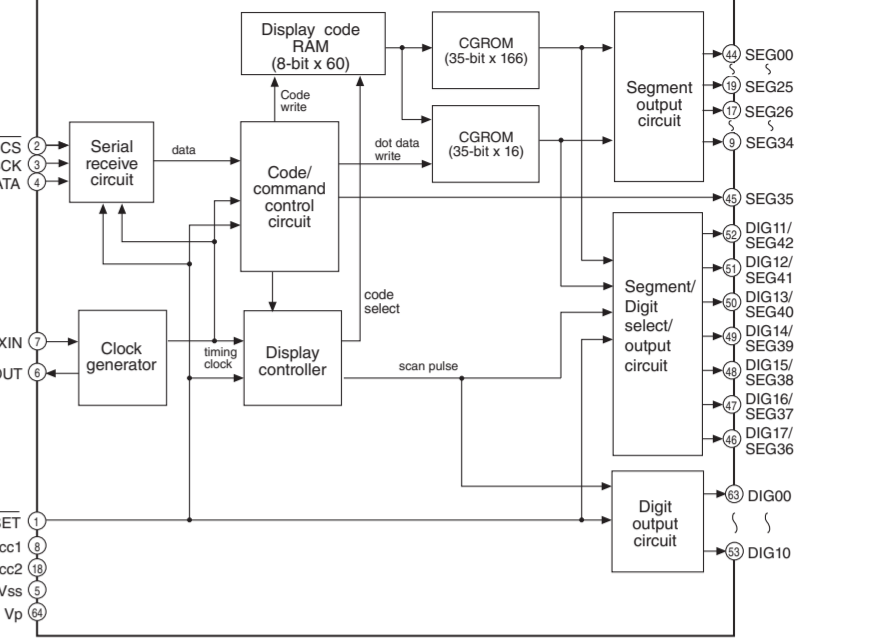 Display code
RAM
(8-bit x 60)
CGROM
(35-bit x 166)
Code
write
CGROM
(35-bit x 16)
Segment
output
circuit
44 SEG00
19 SEG25
17 SEG26
9 SEG34
CS 2
CK 3
ATA 4
Serial
receive
circuit
data
Code/
command
control
circuit
dot data
write
45 SEG35
52 DIG11/
SEG42
51 DIG12/
SEG41
50 DIG13/
SEG40
49 DIG14/
SEG39
48 DIG15/
SEG38
47 DIG16/
SEG37
46 DIG17/
SEG36
Segment/
Digit
select/
output
circuit
code
select
XIN 7
OUT 6
Clock
generator
timing
clock
Display
controller
scan pulse
Digit
output
circuit
63 DIG00
53 DIG10
SET 1
cc1 8
cc2 18
Vss 5
Vp 64